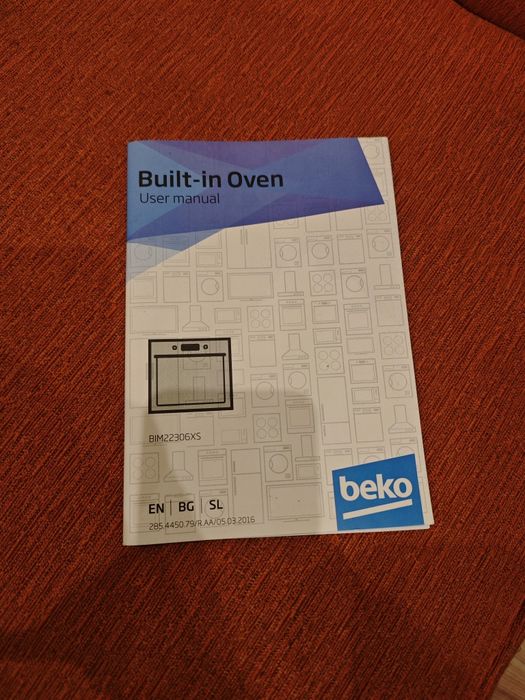 Built-in Oven
User manual
BIM22306XS
EN | BG | SL
285.4450.79/R.AA/05.03.2016
beko